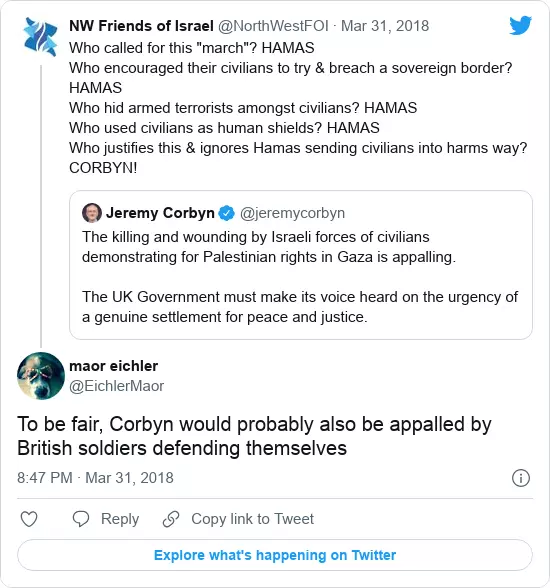 NW Friends of Israel @NorthWestFOI · Mar 31, 2018
Who called for this "march"? HAMAS
Who encouraged their civilians to try & breach a sovereign border?
HAMAS
Who hid armed terrorists amongst civilians? HAMAS
Who used civilians as human shields? HAMAS
Who justifies this & ignores Hamas sending civilians into harms way?
CORBYN!
Jeremy Corbyn @jeremycorbyn
The killing and wounding by Israeli forces of civilians
demonstrating for Palestinian rights in Gaza is appalling.
The UK Government must make its voice heard on the urgency of
a genuine settlement for peace and justice.
maor eichler
@EichlerMaor
To be fair, Corbyn would probably also be appalled by
British soldiers defending themselves
8:47 PM · Mar 31, 2018
Reply Copy link to Tweet
Explore what's happening on Twitter